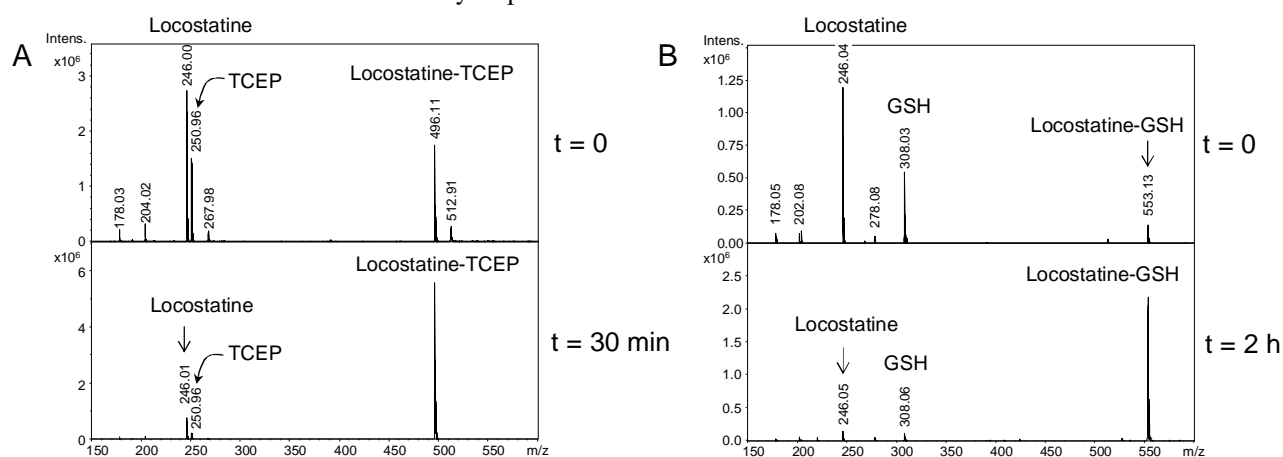 Locostatine
A
Intens.
x10⁶
3
2
1
0
178.03
204.02
246.00
250.96
267.98
TCEP
Locostatine-TCEP
496.11
512.91
t = 0
x10⁶
6
4
2
0
Locostatine
TCEP
246.01
250.96
Locostatine-TCEP
t = 30 min
150 200 250 300 350 400 450 500 550 m/z
Locostatine
B
Intens.
x10⁶
1.25
1.00
0.75
0.50
0.25
0.00
178.05
202.08
246.04
278.08
GSH
308.03
Locostatine-GSH
553.13
t = 0
x10⁶
2.5
2.0
1.5
1.0
0.5
0.0
Locostatine
246.05
GSH
308.06
Locostatine-GSH
t = 2 h
150 200 250 300 350 400 450 500 550 m/z